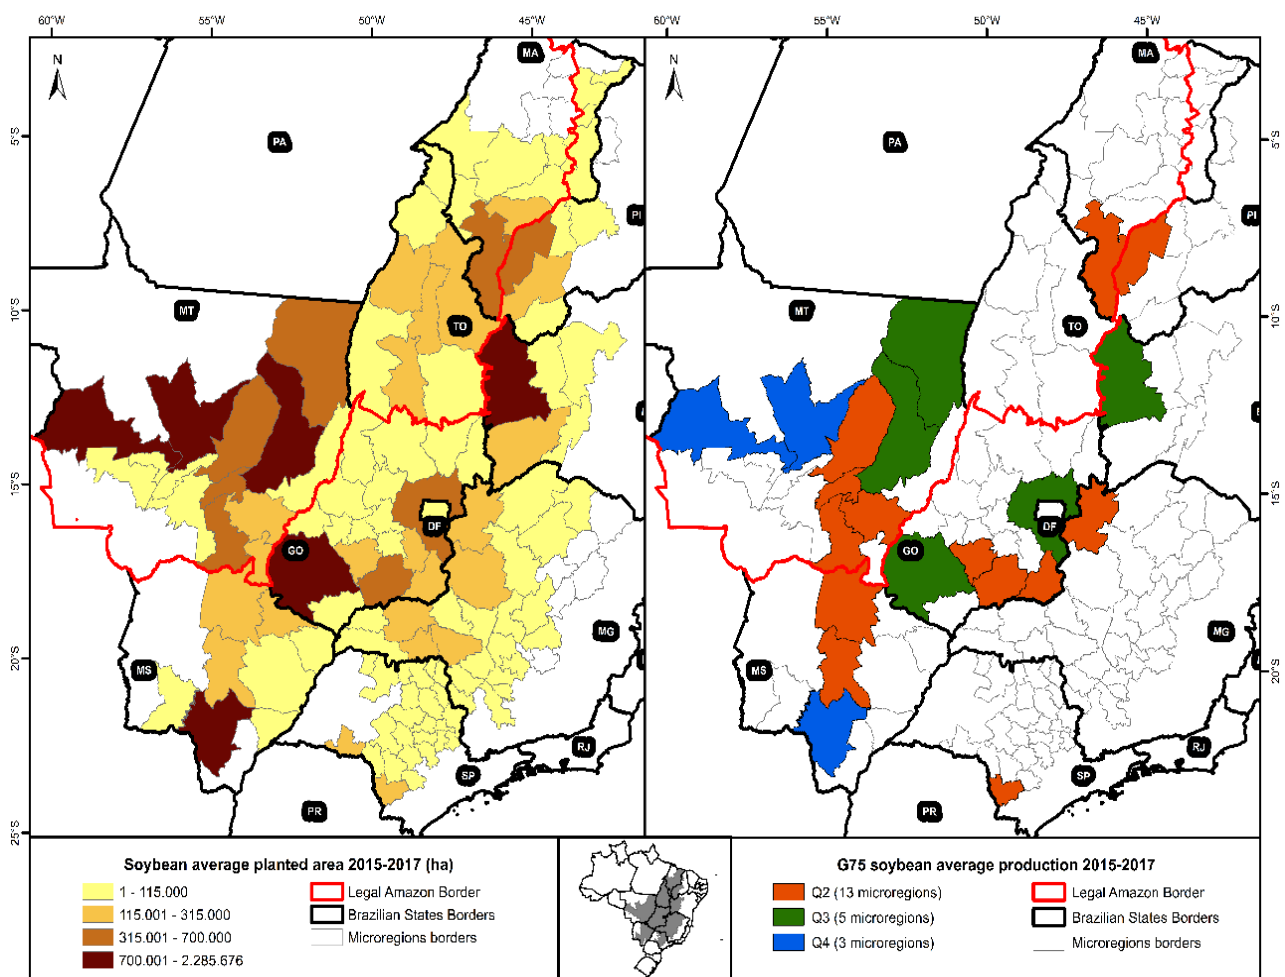 60°W 55°W 50°W 45°W 60°W 55°W 50°W 45°W
N N
MA MA
5°S 5°S
PA PA
PI PI
MT MT
10°S 10°S
TO TO
15°S 15°S
DF DF
GO GO
MG MG
MS MS
20°S 20°S
RJ RJ
SP SP
PR PR
25°S
Soybean average planted area 2015-2017 (ha)
1 - 115.000
115.001 - 315.000
315.001 - 700.000
700.001 - 2.285.676
Legal Amazon Border
Brazilian States Borders
Microregions borders
G75 soybean average production 2015-2017
Q2 (13 microregions)
Q3 (5 microregions)
Q4 (3 microregions)
Legal Amazon Border
Brazilian States Borders
Microregions borders